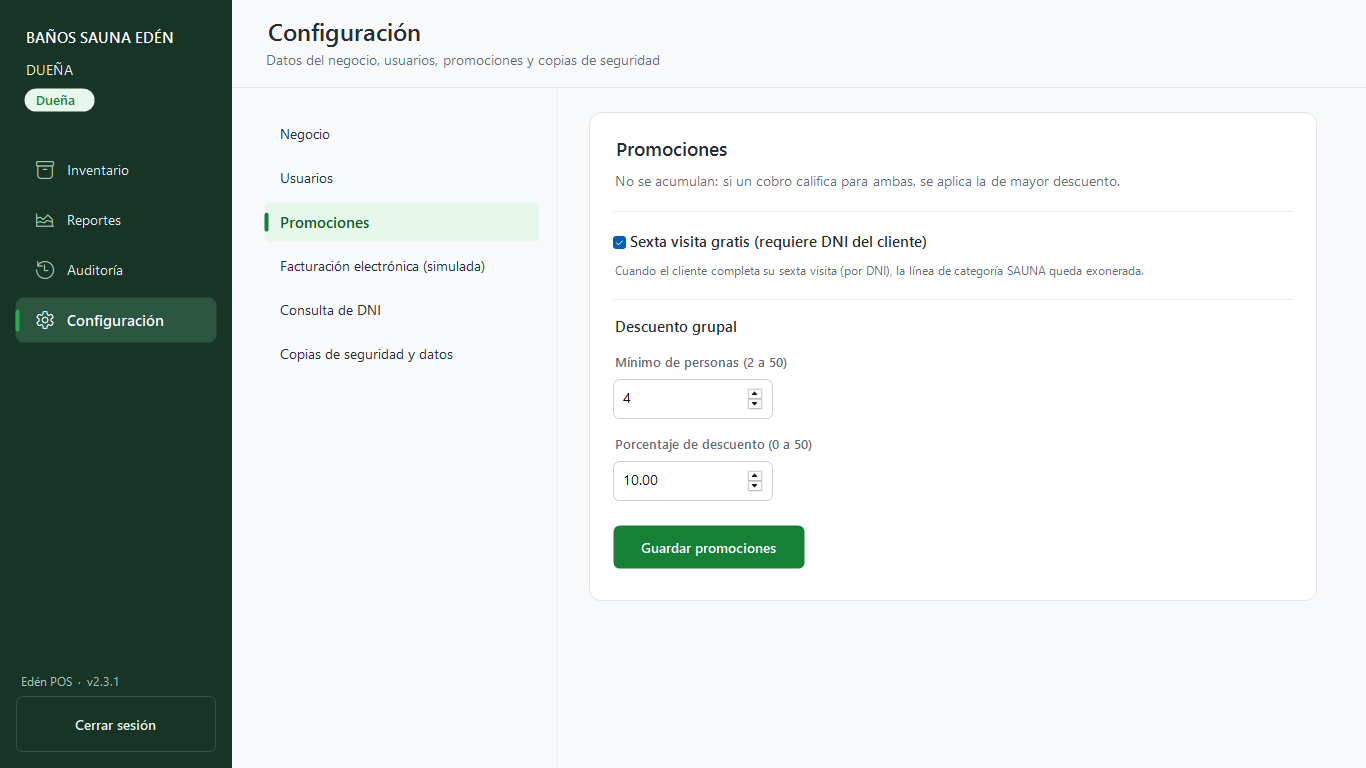 BAÑOS SAUNA EDÉN
DUEÑA
Dueña
Inventario
Reportes
Auditoría
Configuración
Edén POS · v2.3.1
Cerrar sesión
Configuración
Datos del negocio, usuarios, promociones y copias de seguridad
Negocio
Usuarios
Promociones
Facturación electrónica (simulada)
Consulta de DNI
Copias de seguridad y datos
Promociones
No se acumulan: si un cobro califica para ambas, se aplica la de mayor descuento.
Sexta visita gratis (requiere DNI del cliente)
Cuando el cliente completa su sexta visita (por DNI), la línea de categoría SAUNA queda exonerada.
Descuento grupal
Mínimo de personas (2 a 50)
4
Porcentaje de descuento (0 a 50)
10.00
Guardar promociones